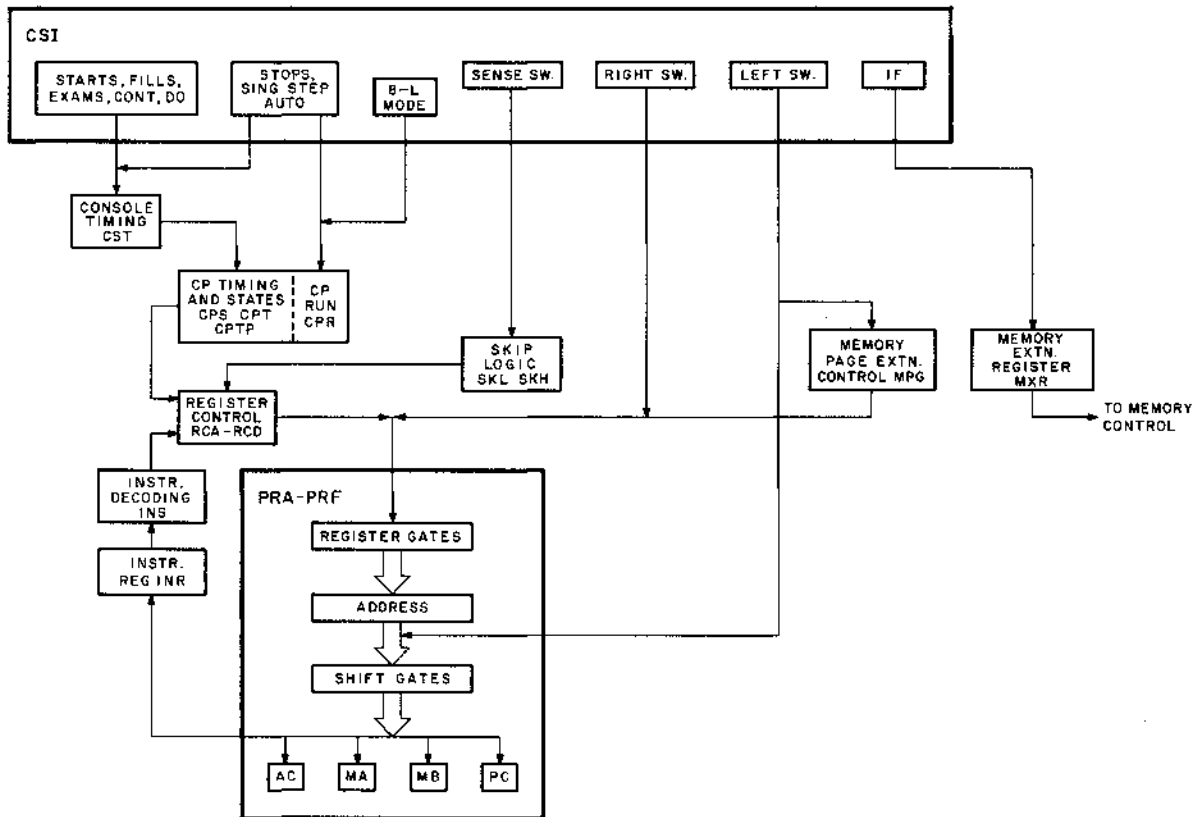 CSI
STARTS, FILLS,
EXAMS, CONT, DO
STOPS,
SING STEP
AUTO
8-L
MODE
SENSE SW.
RIGHT SW.
LEFT SW.
IF
CONSOLE
TIMING
CST
CP TIMING
AND STATES
CPS CPT
CPTP
CP
RUN
CPR
SKIP
LOGIC
SKL SKH
MEMORY
PAGE EXTN.
CONTROL MPG
MEMORY
EXTN.
REGISTER
MXR
TO MEMORY
CONTROL
REGISTER
CONTROL
RCA-RCD
INSTR.
DECODING
INS
INSTR.
REG INR
PRA-PRF
REGISTER GATES
ADDRESS
SHIFT GATES
AC
MA
MB
PC